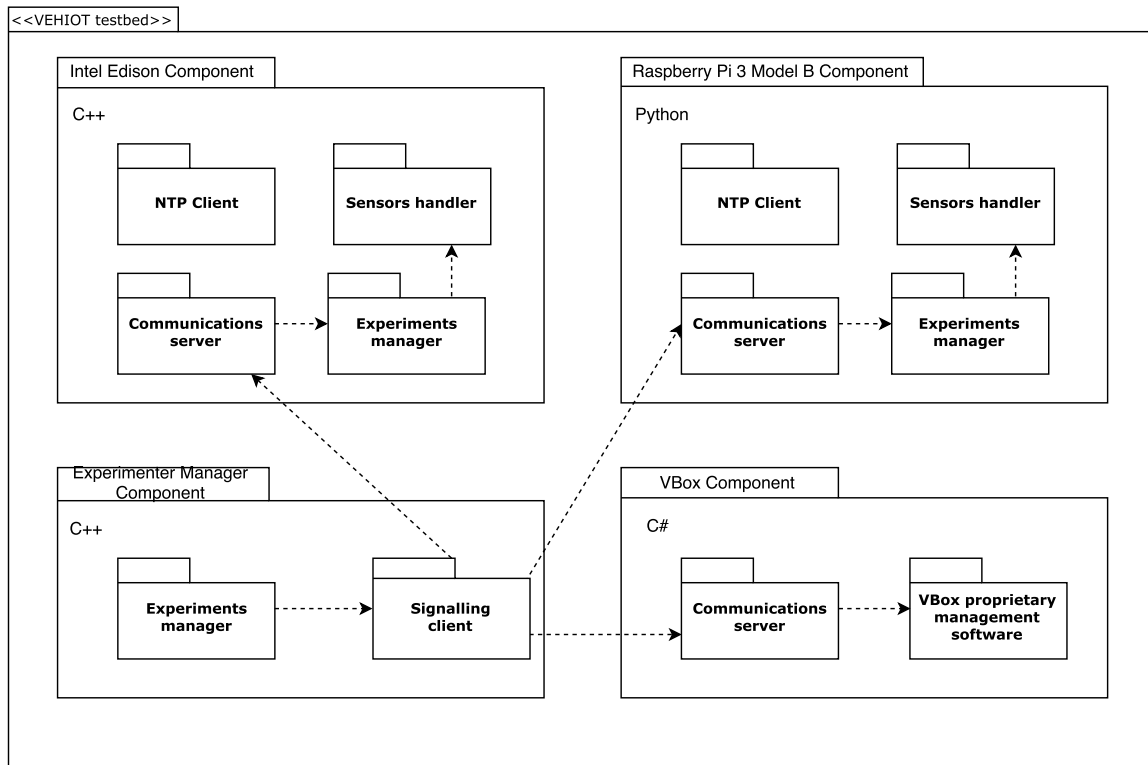 <<VEHIOT testbed>>
Intel Edison Component
C++
NTP Client
Sensors handler
Communications
server
Experiments
manager
Raspberry Pi 3 Model B Component
Python
NTP Client
Sensors handler
Communications
server
Experiments
manager
Experimenter Manager
Component
C++
Experiments
manager
Signalling
client
VBox Component
C#
Communications
server
VBox proprietary
management
software